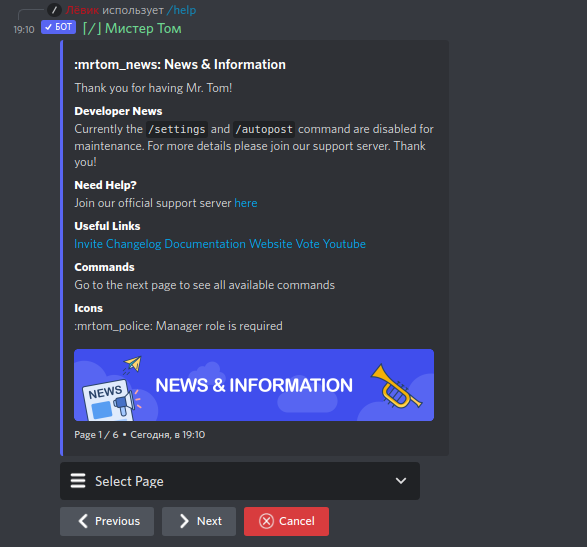 / Лёхик использует /help
19:10 ✓ БОТ [/] Мистер Том
:mrtom_news: News & Information
Thank you for having Mr. Tom!
Developer News
Currently the /settings and /autopost command are disabled for
maintenance. For more details please join our support server. Thank
you!
Need Help?
Join our official support server here
Useful Links
Invite Changelog Documentation Website Vote Youtube
Commands
Go to the next page to see all available commands
Icons
:mrtom_police: Manager role is required
NEWS
NEWS & INFORMATION
Page 1 / 6 • Сегодня, в 19:10
Select Page
Previous
Next
Cancel